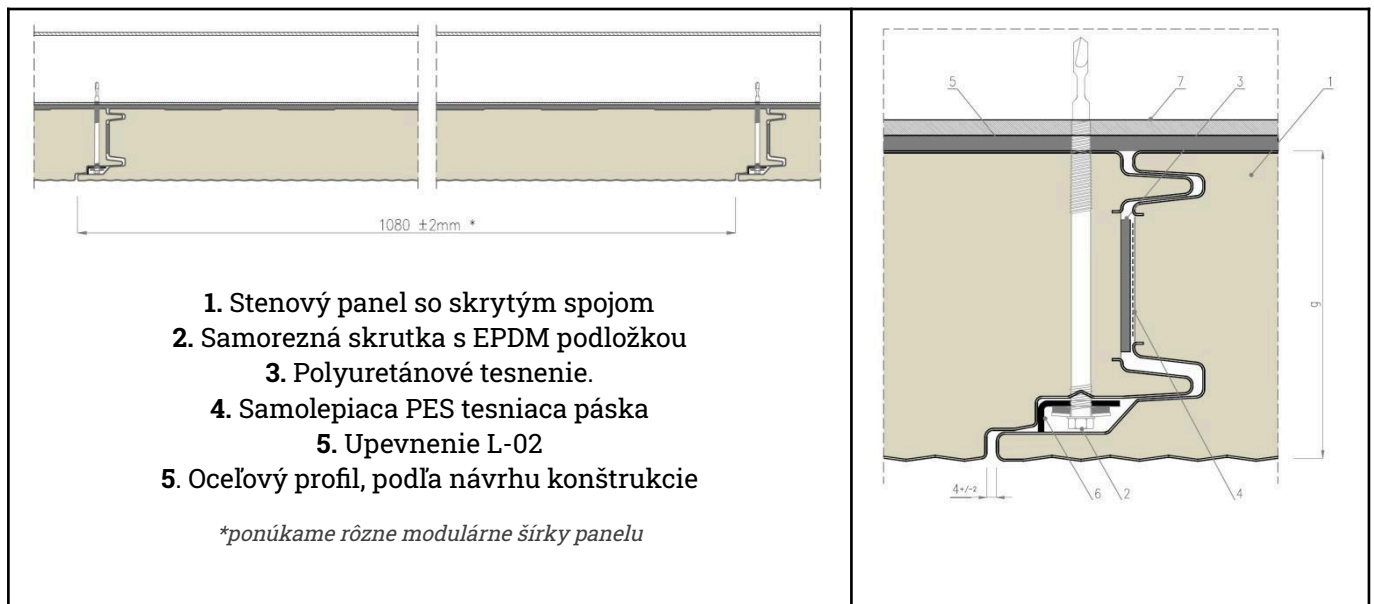 1080 ±2mm *
1. Stenový panel so skrytým spojom
2. Samorezná skrutka s EPDM podložkou
3. Polyuretánové tesnenie.
4. Samolepiaca PES tesniaca páska
5. Upevnenie L-02
5. Oceľový profil, podľa návrhu konštrukcie
*ponúkame rôzne modulárne šírky panelu
5
7
3
1
g
4+/-2
6
2
4